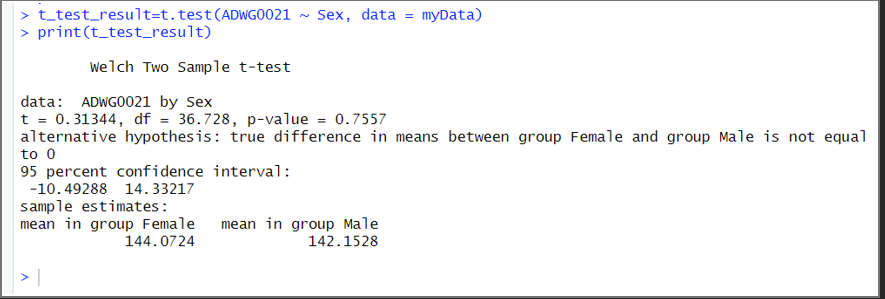 > t_test_result=t.test(ADWG0021 ~ Sex, data = myData)
> print(t_test_result)
Welch Two Sample t-test
data:  ADWG0021 by Sex
t = 0.31344, df = 36.728, p-value = 0.7557
alternative hypothesis: true difference in means between group Female and group Male is not equal
to 0
95 percent confidence interval:
-10.49288  14.33217
sample estimates:
mean in group Female   mean in group Male
144.0724             142.1528
>